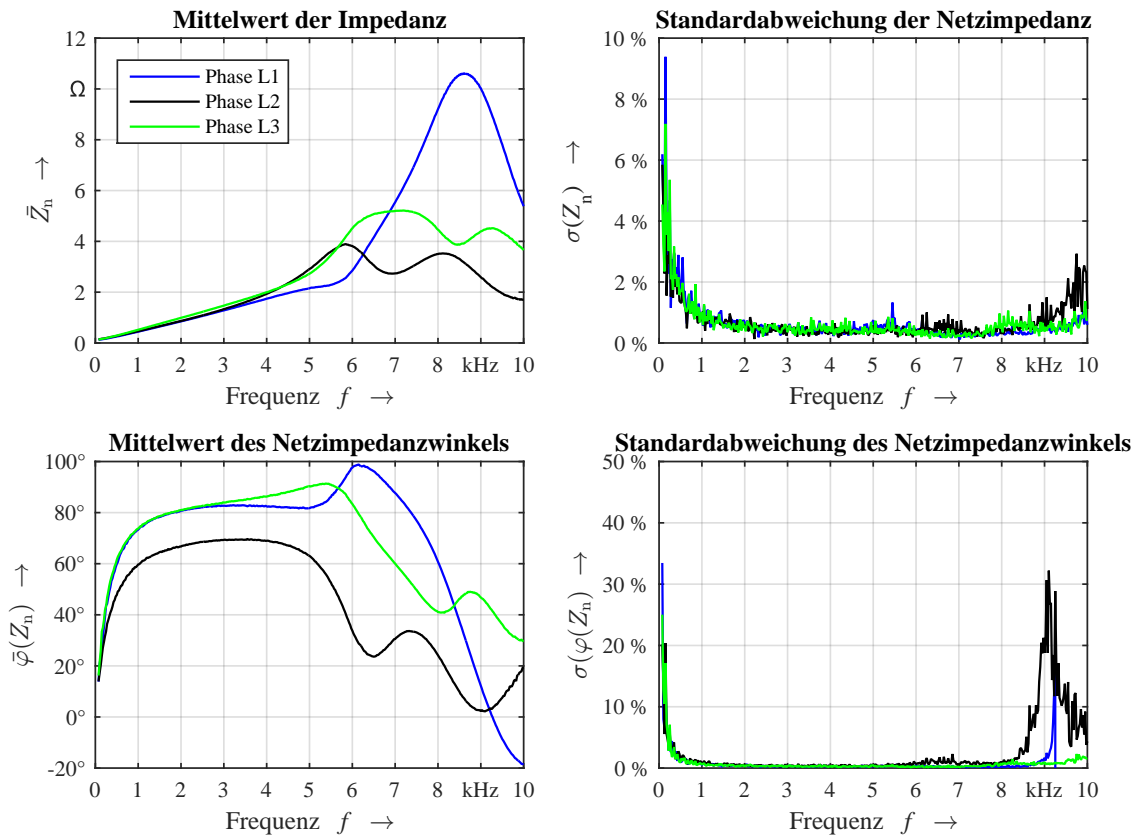 Mittelwert der Impedanz
12
Ω
8
6
4
2
0
Z̄n →
Phase L1
Phase L2
Phase L3
0 1 2 3 4 5 6 7 8 kHz 10
Frequenz f →
Standardabweichung der Netzimpedanz
10 %
8 %
6 %
4 %
2 %
0 %
σ(Zn) →
0 1 2 3 4 5 6 7 8 kHz 10
Frequenz f →
Mittelwert des Netzimpedanzwinkels
100°
80°
60°
40°
20°
0°
-20°
φ̄(Zn) →
0 1 2 3 4 5 6 7 8 kHz 10
Frequenz f →
Standardabweichung des Netzimpedanzwinkels
50 %
40 %
30 %
20 %
10 %
0 %
σ(φ(Zn) →
0 1 2 3 4 5 6 7 8 kHz 10
Frequenz f →